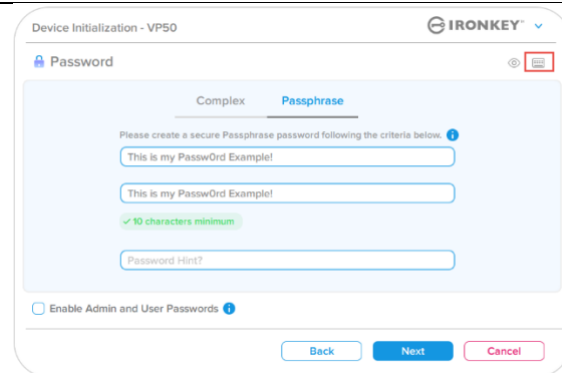 Device Initialization - VP50
IRONKEY
Password
Complex Passphrase
Please create a secure Passphrase password following the criteria below.
This is my Passw0rd Example!
This is my Passw0rd Example!
✓ 10 characters minimum
Password Hint?
Enable Admin and User Passwords
Back Next Cancel